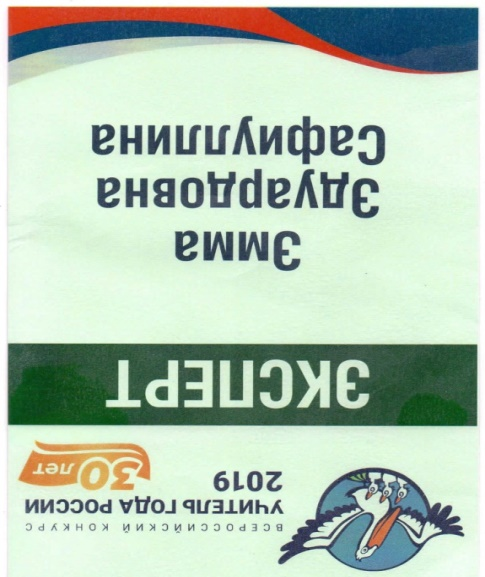 ВСЕРОССИЙСКИЙ КОНКУРС
УЧИТЕЛЬ ГОДА РОССИИ
2019
30 лет
ЭКСПЕРТ
Эмма
Эдуардовна
Сафиуллина